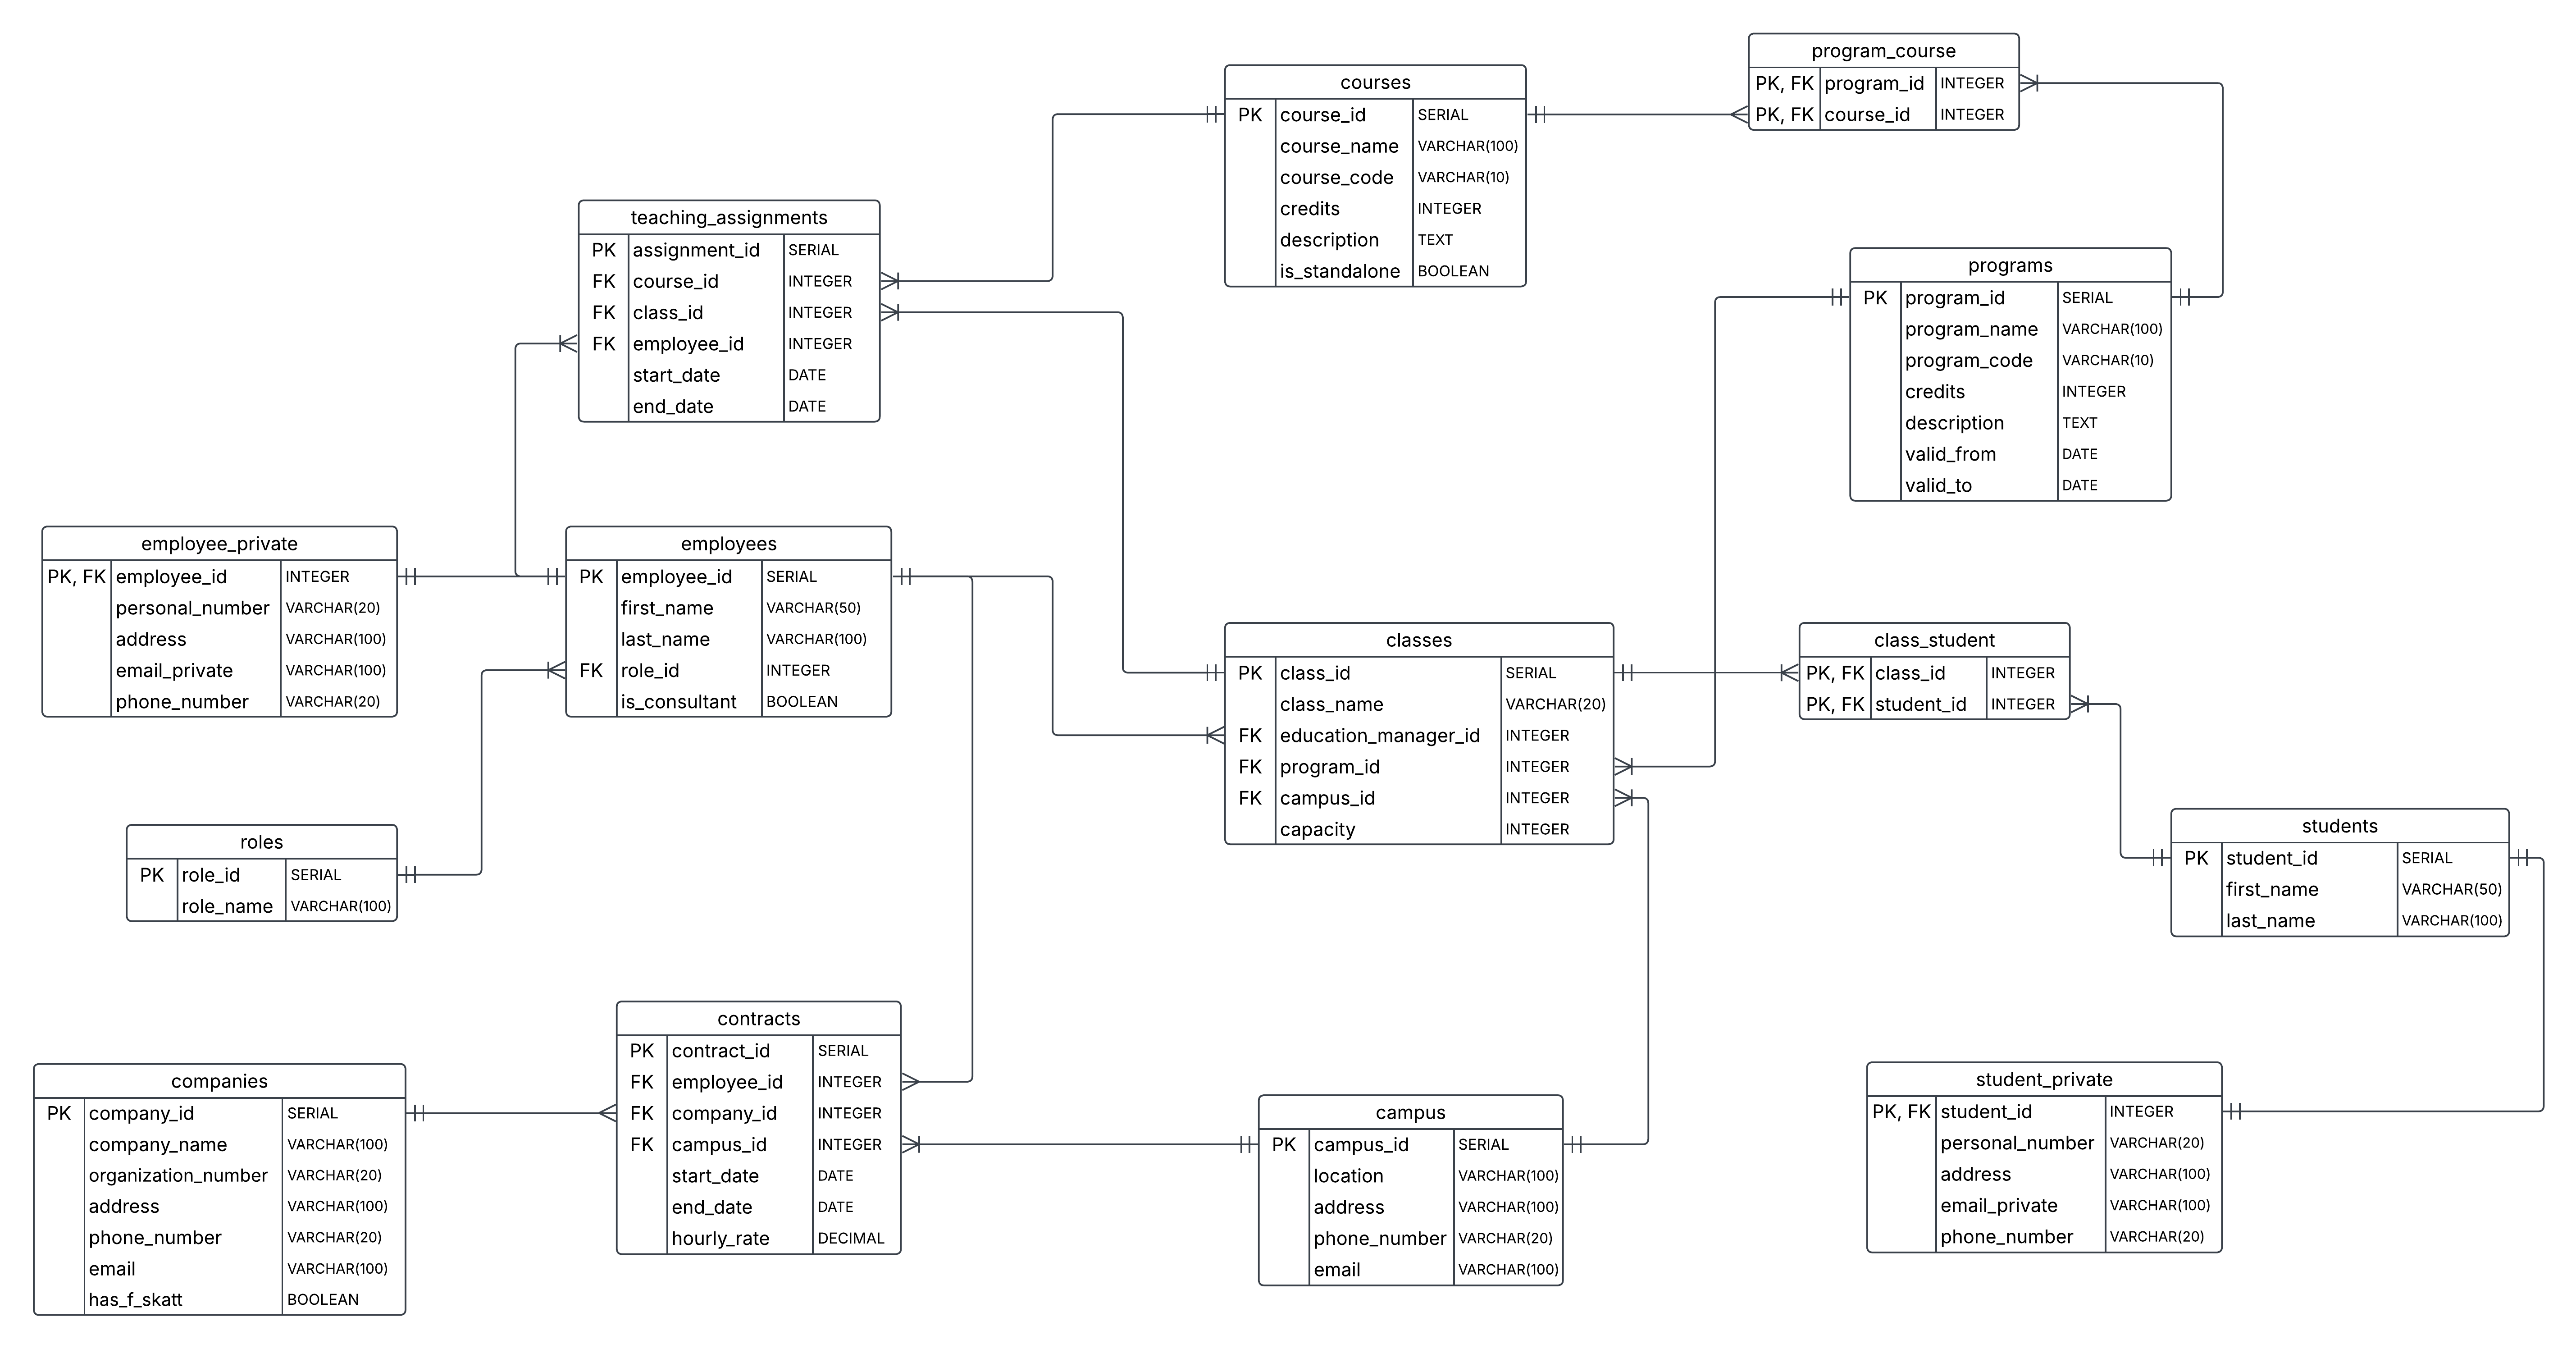 program_course
PK, FK program_id INTEGER
PK, FK course_id INTEGER
courses
PK course_id SERIAL
course_name VARCHAR(100)
course_code VARCHAR(10)
credits INTEGER
description TEXT
is_standalone BOOLEAN
teaching_assignments
PK assignment_id SERIAL
FK course_id INTEGER
FK class_id INTEGER
FK employee_id INTEGER
start_date DATE
end_date DATE
programs
PK program_id SERIAL
program_name VARCHAR(100)
program_code VARCHAR(10)
credits INTEGER
description TEXT
valid_from DATE
valid_to DATE
employee_private
PK, FK employee_id INTEGER
personal_number VARCHAR(20)
address VARCHAR(100)
email_private VARCHAR(100)
phone_number VARCHAR(20)
employees
PK employee_id SERIAL
first_name VARCHAR(50)
last_name VARCHAR(100)
FK role_id INTEGER
is_consultant BOOLEAN
classes
PK class_id SERIAL
class_name VARCHAR(20)
FK education_manager_id INTEGER
FK program_id INTEGER
FK campus_id INTEGER
capacity INTEGER
class_student
PK, FK class_id INTEGER
PK, FK student_id INTEGER
roles
PK role_id SERIAL
role_name VARCHAR(100)
students
PK student_id SERIAL
first_name VARCHAR(50)
last_name VARCHAR(100)
companies
PK company_id SERIAL
company_name VARCHAR(100)
organization_number VARCHAR(20)
address VARCHAR(100)
phone_number VARCHAR(20)
email VARCHAR(100)
has_f_skatt BOOLEAN
contracts
PK contract_id SERIAL
FK employee_id INTEGER
FK company_id INTEGER
FK campus_id INTEGER
start_date DATE
end_date DATE
hourly_rate DECIMAL
campus
PK campus_id SERIAL
location VARCHAR(100)
address VARCHAR(100)
phone_number VARCHAR(20)
email VARCHAR(100)
student_private
PK, FK student_id INTEGER
personal_number VARCHAR(20)
address VARCHAR(100)
email_private VARCHAR(100)
phone_number VARCHAR(20)